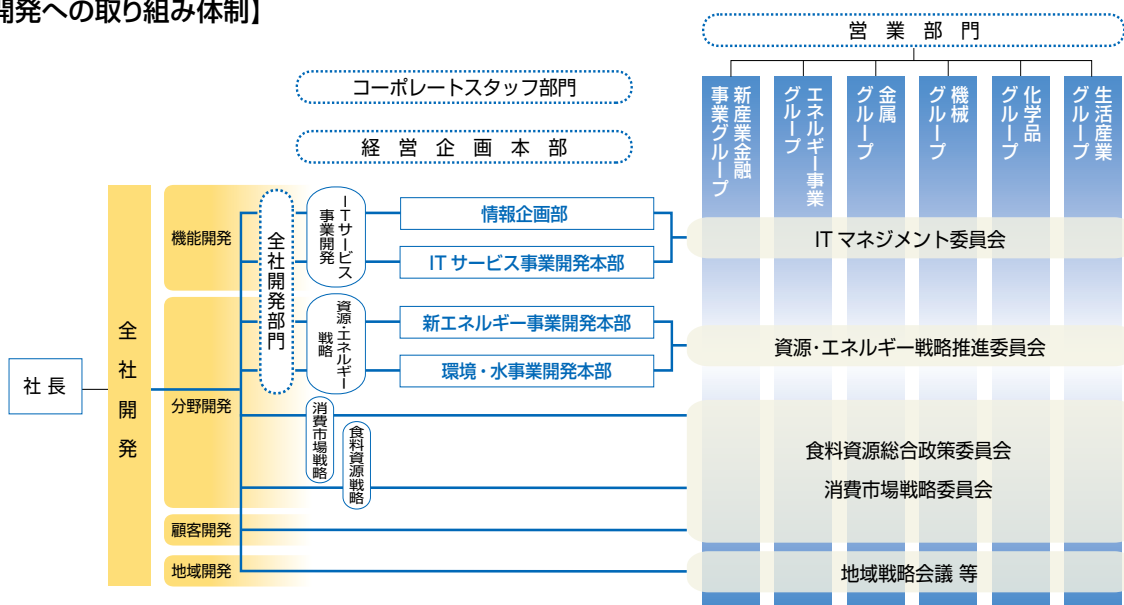 開発への取り組み体制】
営業部門
コーポレートスタッフ部門
経営企画本部
新産業金融
事業グループ
エネルギー事業
グループ
金属
グループ
機械
グループ
化学品
グループ
生活産業
グループ
社長
全社開発
機能開発
分野開発
顧客開発
地域開発
全社開発部門
ITサービス
事業開発
資源・エネルギー
戦略
消費市場戦略
食料資源戦略
情報企画部
IT サービス事業開発本部
新エネルギー事業開発本部
環境・水事業開発本部
IT マネジメント委員会
資源・エネルギー戦略推進委員会
食料資源総合政策委員会
消費市場戦略委員会
地域戦略会議 等